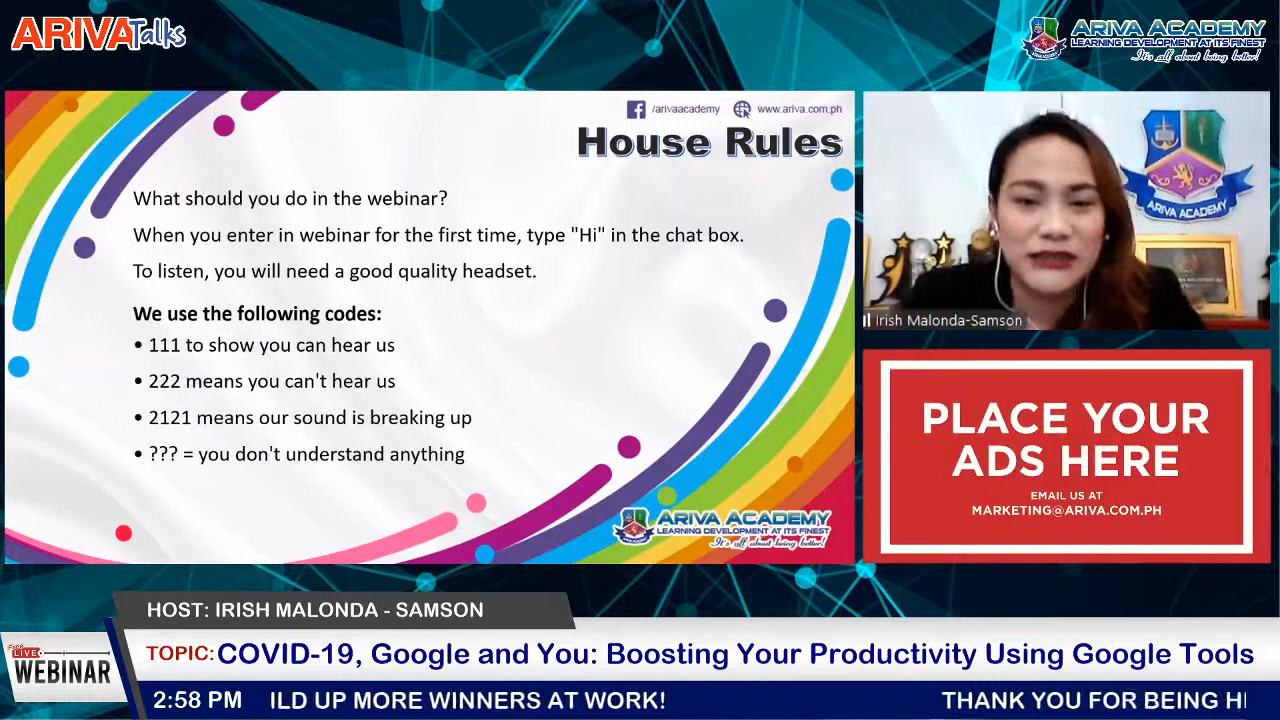 ARIVATalks
ARIVA ACADEMY
LEARNING DEVELOPMENT AT ITS FINEST
It's all about being better!
/arivaacademy
www.ariva.com.ph
House Rules
What should you do in the webinar?
When you enter in webinar for the first time, type "Hi" in the chat box.
To listen, you will need a good quality headset.
We use the following codes:
• 111 to show you can hear us
• 222 means you can't hear us
• 2121 means our sound is breaking up
• ??? = you don't understand anything
ARIVA ACADEMY
LEARNING DEVELOPMENT AT ITS FINEST
It's all about being better!
ARIVA ACADEMY
Irish Malonda-Samson
PLACE YOUR
ADS HERE
EMAIL US AT
MARKETING@ARIVA.COM.PH
HOST: IRISH MALONDA - SAMSON
LIVE
WEBINAR
TOPIC: COVID-19, Google and You: Boosting Your Productivity Using Google Tools
2:58 PM ILD UP MORE WINNERS AT WORK! THANK YOU FOR BEING HI